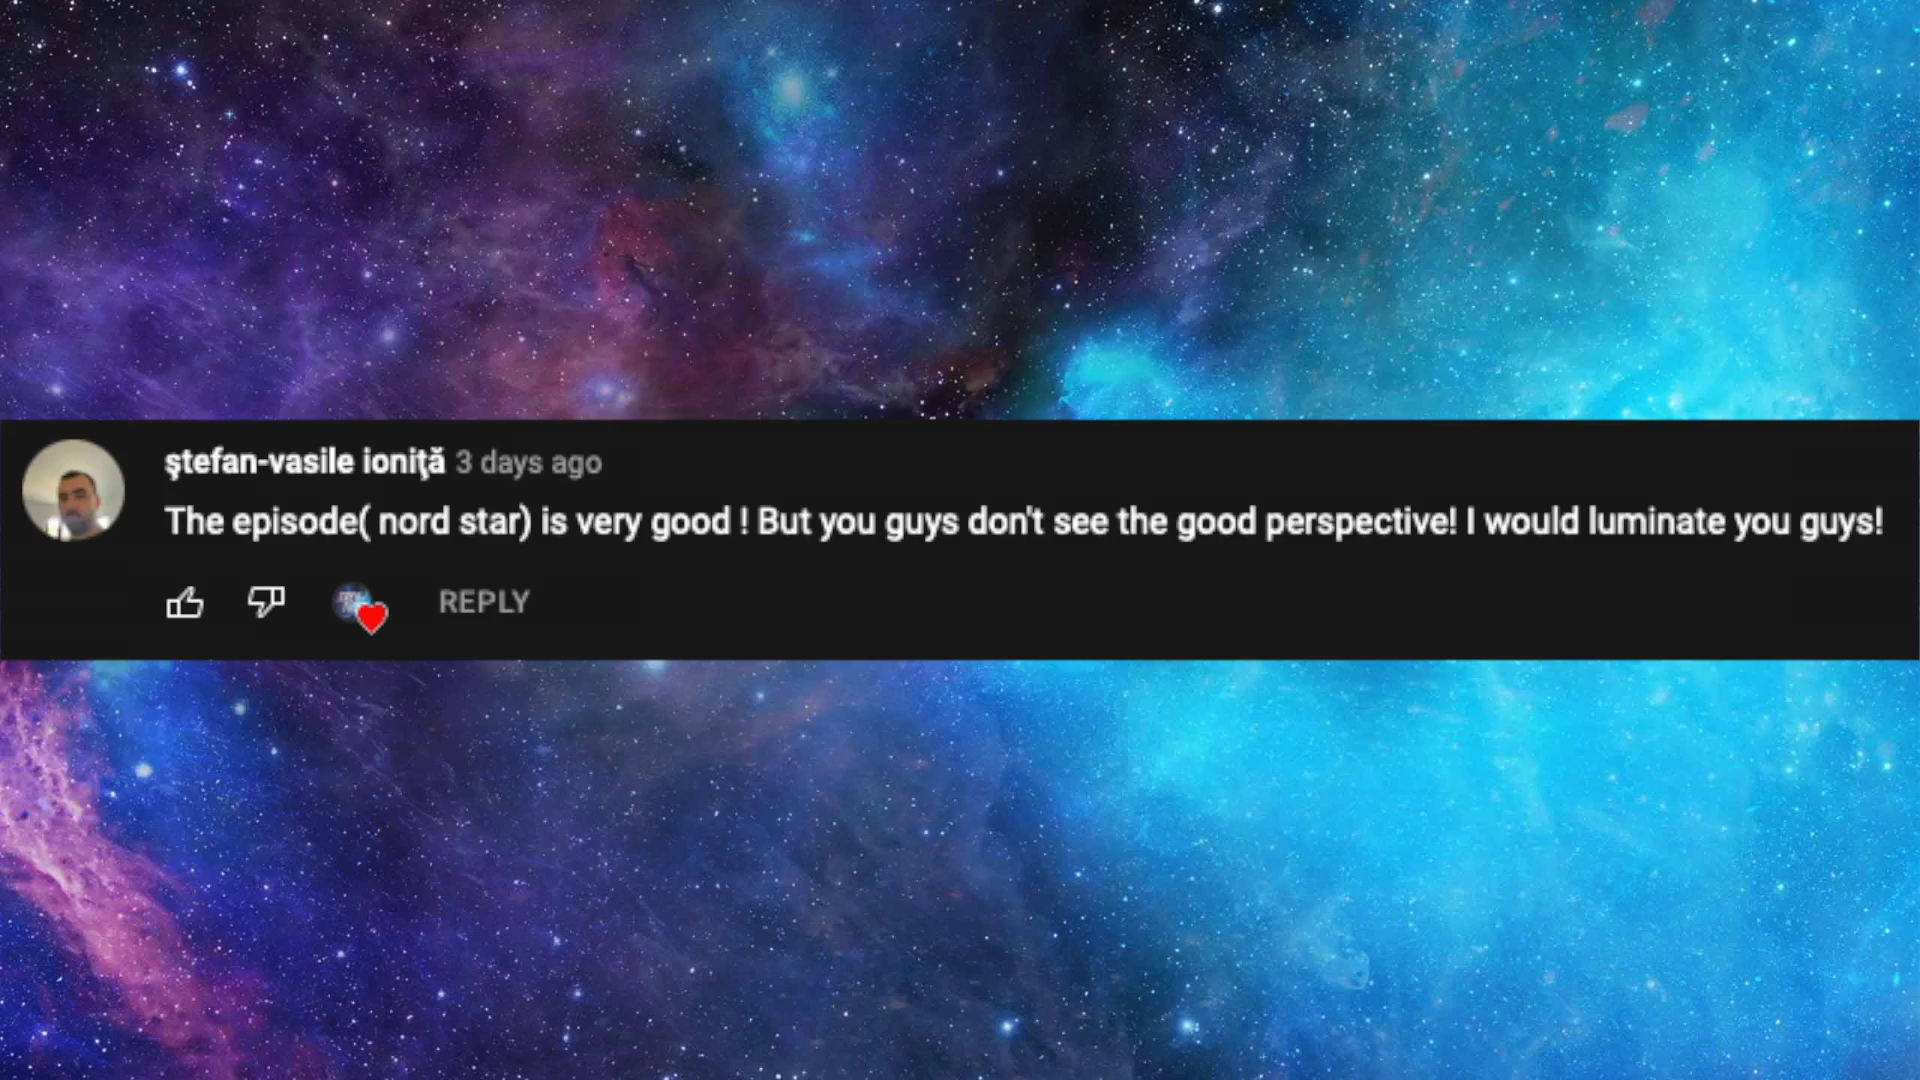 ştefan-vasile ioniţă 3 days ago
The episode( nord star) is very good ! But you guys don't see the good perspective! I would luminate you guys!
REPLY